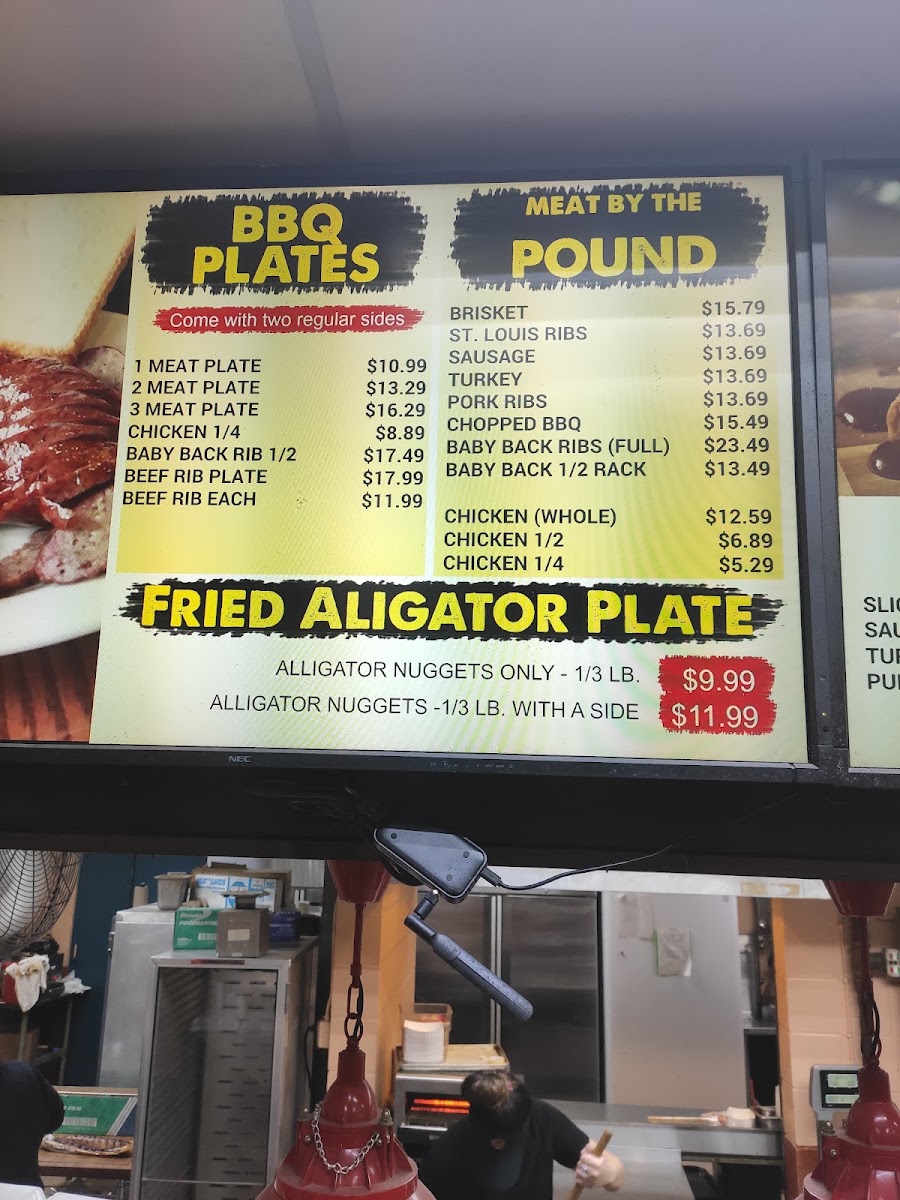 BBQ
PLATES
Come with two regular sides
1 MEAT PLATE $10.99
2 MEAT PLATE $13.29
3 MEAT PLATE $16.29
CHICKEN 1/4 $8.89
BABY BACK RIB 1/2 $17.49
BEEF RIB PLATE $17.99
BEEF RIB EACH $11.99
MEAT BY THE
POUND
BRISKET $15.79
ST. LOUIS RIBS $13.69
SAUSAGE $13.69
TURKEY $13.69
PORK RIBS $13.69
CHOPPED BBQ $15.49
BABY BACK RIBS (FULL) $23.49
BABY BACK 1/2 RACK $13.49
CHICKEN (WHOLE) $12.59
CHICKEN 1/2 $6.89
CHICKEN 1/4 $5.29
FRIED ALIGATOR PLATE
ALLIGATOR NUGGETS ONLY - 1/3 LB. $9.99
ALLIGATOR NUGGETS -1/3 LB. WITH A SIDE $11.99
NEC